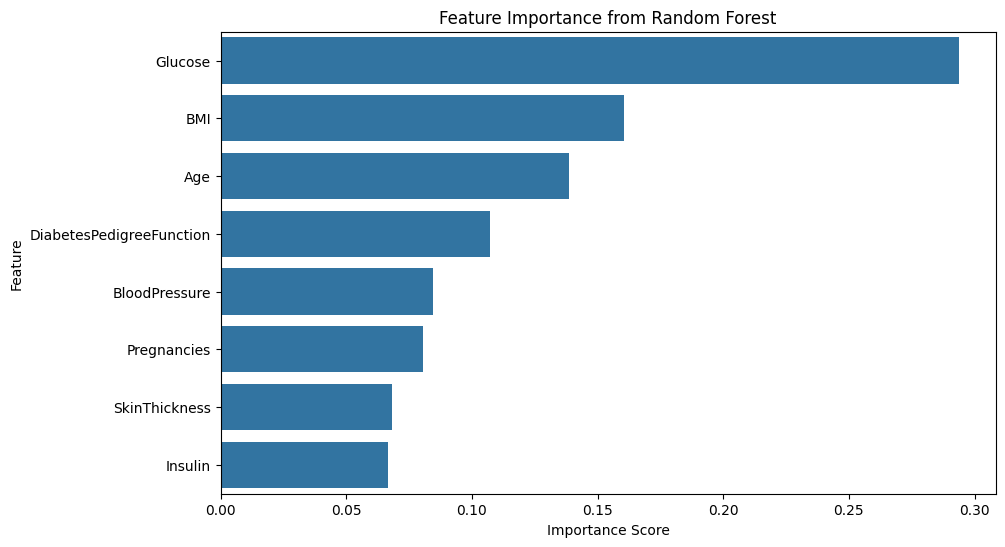 Feature Importance from Random Forest
Feature
Glucose
BMI
Age
DiabetesPedigreeFunction
BloodPressure
Pregnancies
SkinThickness
Insulin
0.00 0.05 0.10 0.15 0.20 0.25 0.30
Importance Score